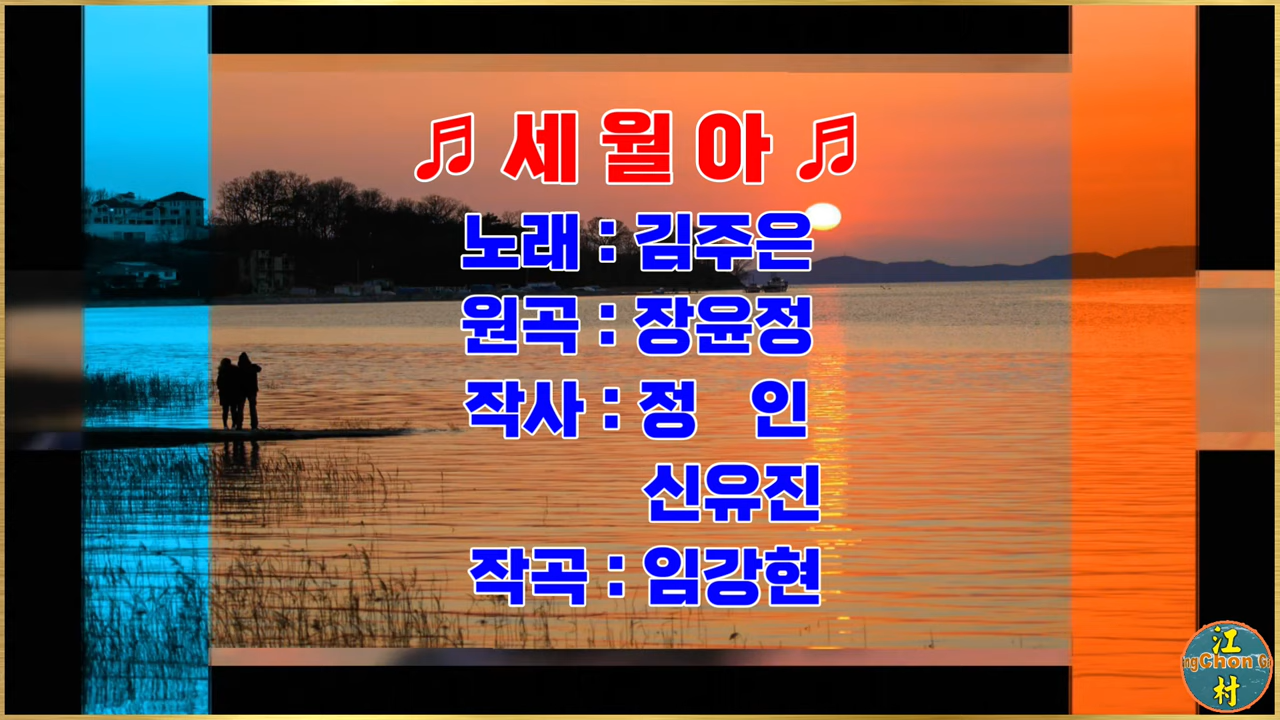 ♬ 세 월 아 ♬
노래 : 김주은
원곡 : 장윤정
작사 : 정 인
신유진
작곡 : 임강현
江
ngChon G
村